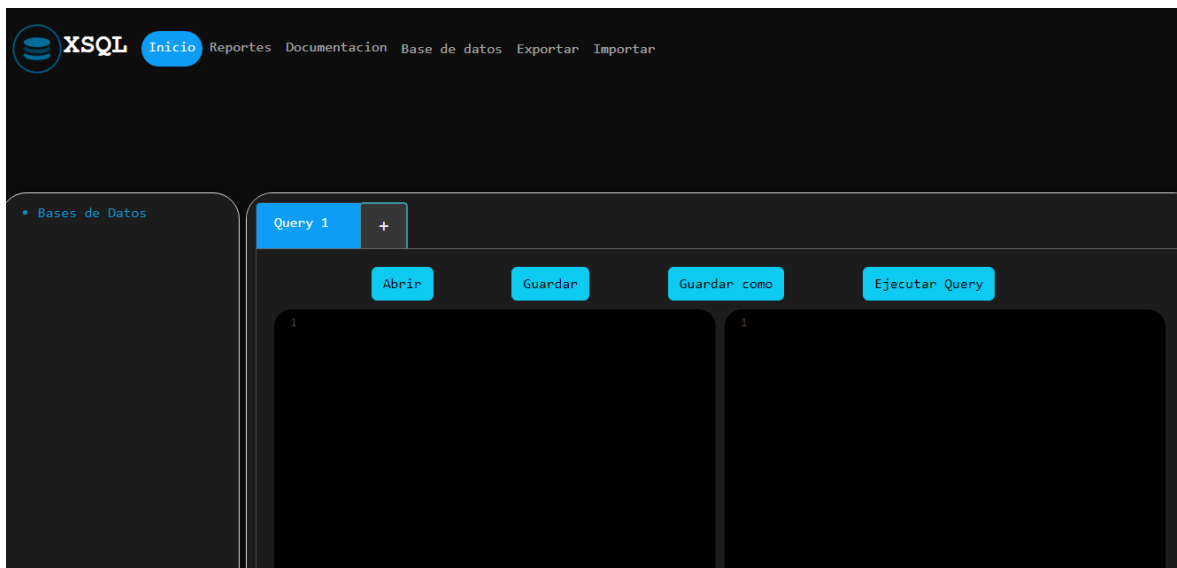 XSQL Inicio Reportes Documentacion Base de datos Exportar Importar
• Bases de Datos
Query 1 +
Abrir Guardar Guardar como Ejecutar Query
1 1